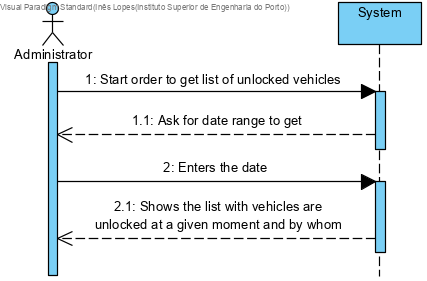 Visual Paradigm Standard(Inês Lopes(Instituto Superior de Engenharia do Porto))
System
Administrator
1: Start order to get list of unlocked vehicles
1.1: Ask for date range to get
2: Enters the date
2.1: Shows the list with vehicles are
unlocked at a given moment and by whom